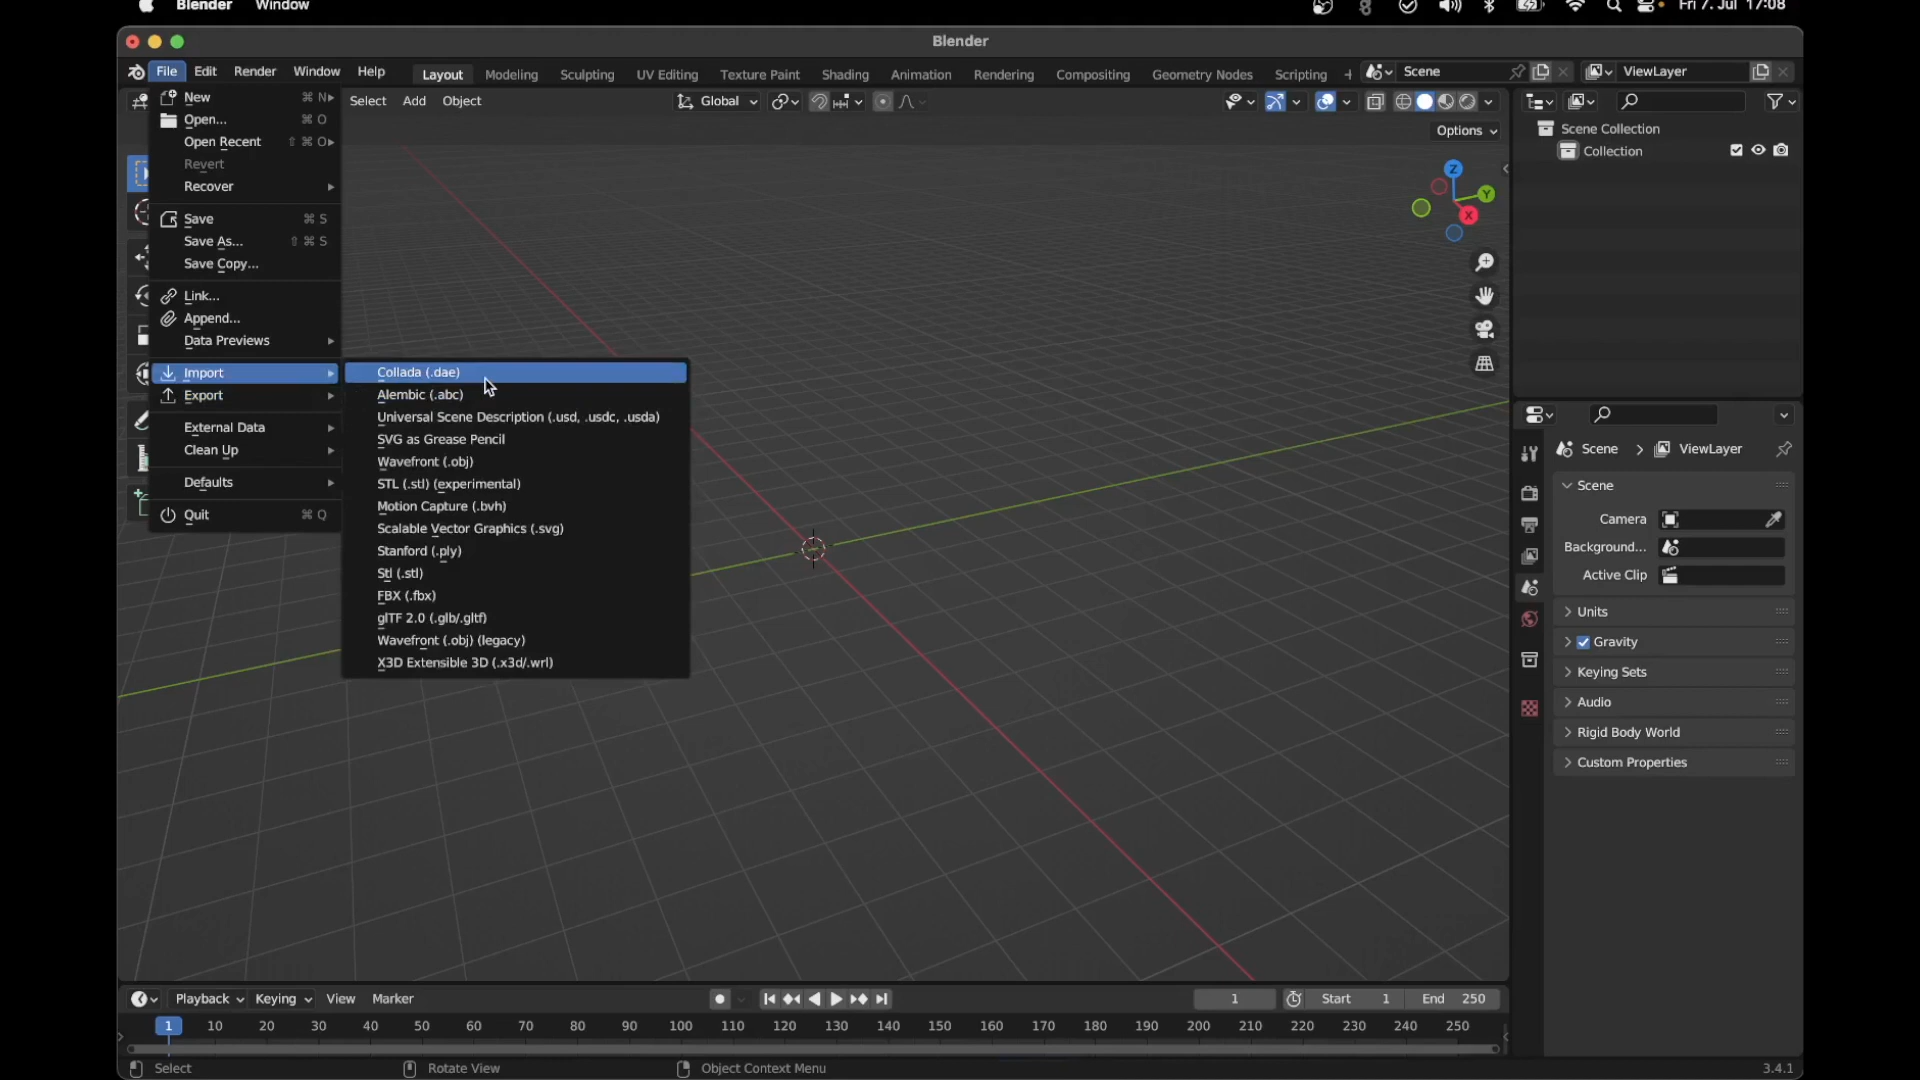 Blender Window Fri 7. Jul 17:08
Blender
File Edit Render Window Help Layout Modeling Sculpting UV Editing Texture Paint Shading Animation Rendering Compositing Geometry Nodes Scripting + Scene ViewLayer
Select Add Object Global
Options
New ⌘ N
Open... ⌘ O
Open Recent ⇧ ⌘ O
Revert
Recover
Save ⌘ S
Save As... ⇧ ⌘ S
Save Copy...
Link...
Append...
Data Previews
Import
Export
External Data
Clean Up
Defaults
Quit ⌘ Q
Collada (.dae)
Alembic (.abc)
Universal Scene Description (.usd, .usdc, .usda)
SVG as Grease Pencil
Wavefront (.obj)
STL (.stl) (experimental)
Motion Capture (.bvh)
Scalable Vector Graphics (.svg)
Stanford (.ply)
Stl (.stl)
FBX (.fbx)
glTF 2.0 (.glb/.gltf)
Wavefront (.obj) (legacy)
X3D Extensible 3D (.x3d/.wrl)
Z
Y
X
Scene Collection
Collection
Scene > ViewLayer
Scene
Camera
Background...
Active Clip
Units
Gravity
Keying Sets
Audio
Rigid Body World
Custom Properties
Playback Keying View Marker 1 Start 1 End 250
1 10 20 30 40 50 60 70 80 90 100 110 120 130 140 150 160 170 180 190 200 210 220 230 240 250
Select Rotate View Object Context Menu 3.4.1